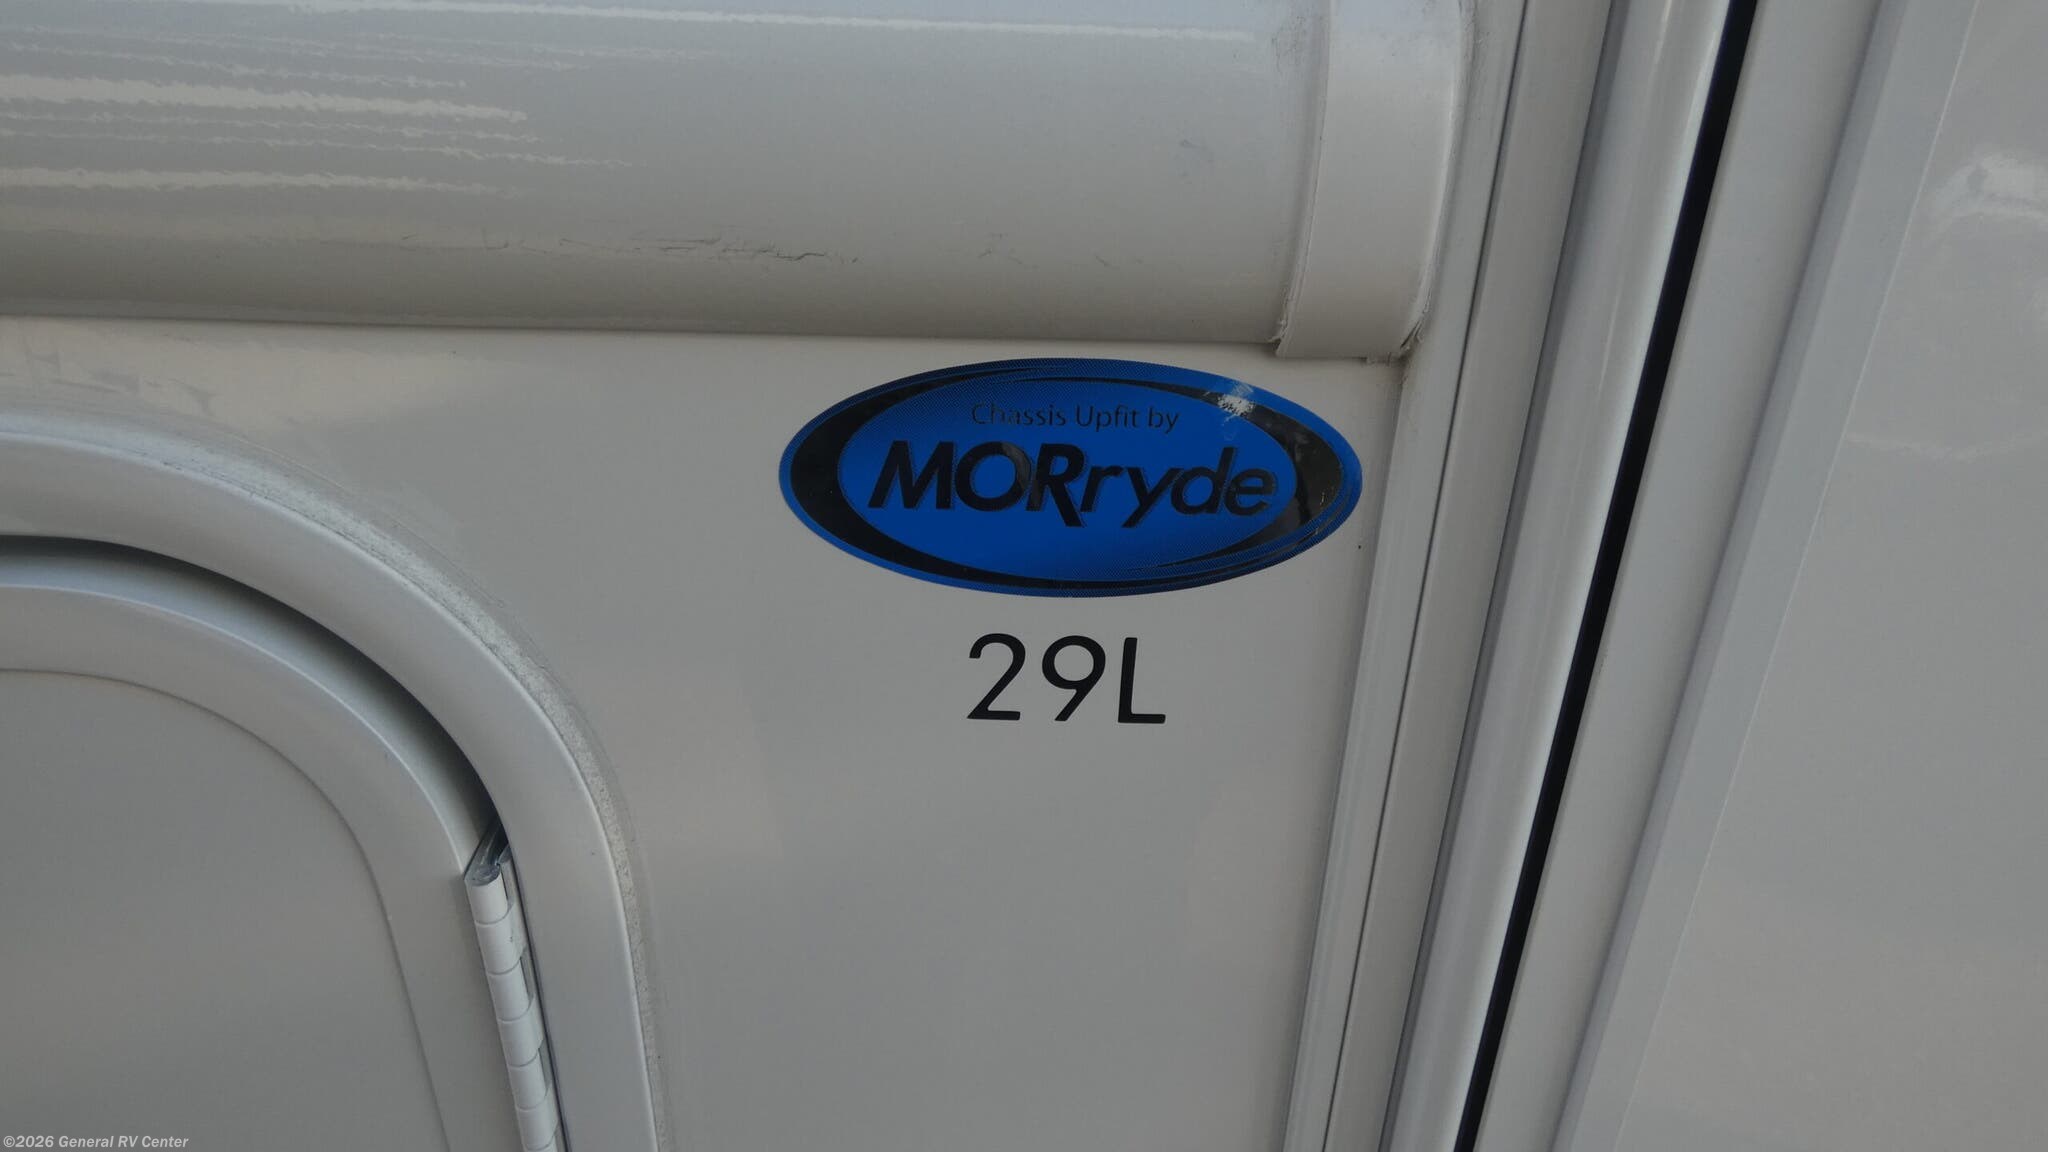 Chassis Upfit by
MORryde
29L
©2026 General RV Center